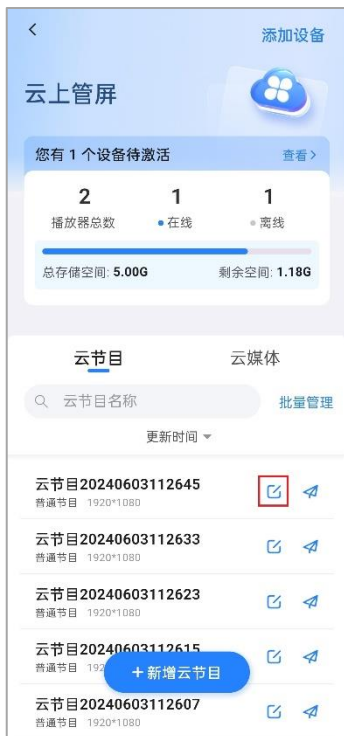 添加设备
云上管屏
您有 1 个设备待激活 查看>
2 1 1
播放器总数 在线 离线
总存储空间: 5.00G 剩余空间: 1.18G
云节目 云媒体
云节目名称 批量管理
更新时间
云节目20240603112645
普通节目 1920*1080
云节目20240603112633
普通节目 1920*1080
云节目20240603112623
普通节目 1920*1080
云节目20240603112615
普通节目 192
+新增云节目
云节目20240603112607
普通节目 1920*1080